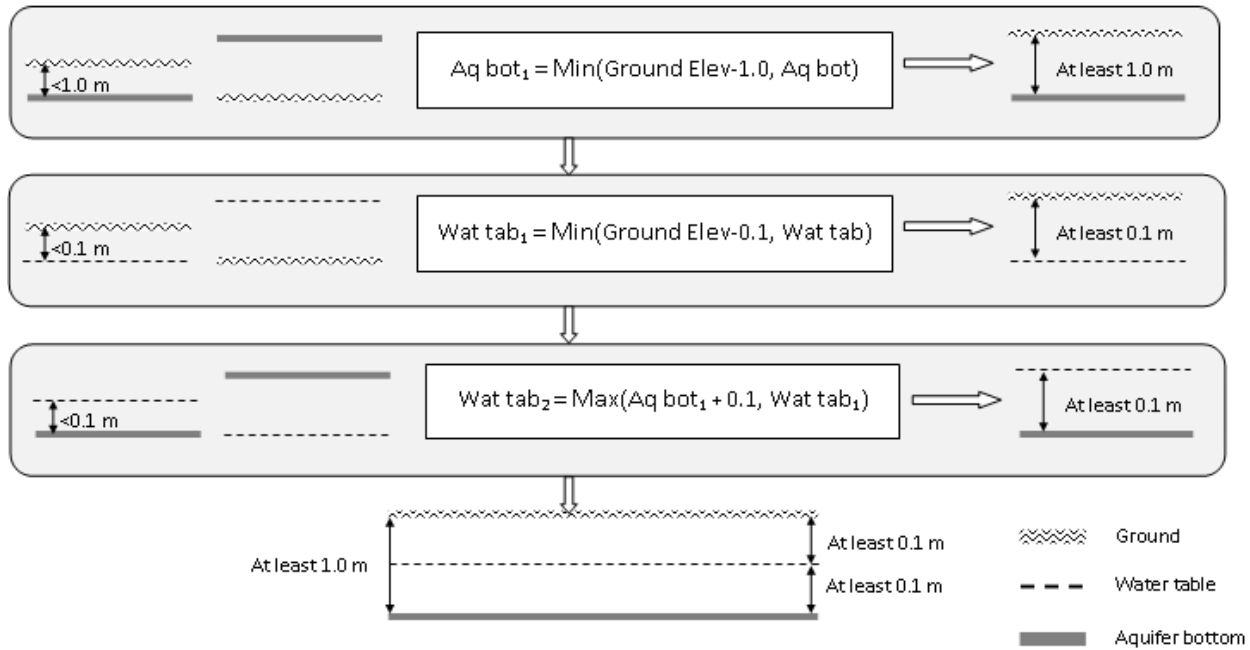 <1.0 m
Aq bot₁ = Min(Ground Elev-1.0, Aq bot)
At least 1.0 m
<0.1 m
Wat tab₁ = Min(Ground Elev-0.1, Wat tab)
At least 0.1 m
<0.1 m
Wat tab₂ = Max(Aq bot₁ + 0.1, Wat tab₁)
At least 0.1 m
At least 1.0 m
At least 0.1 m
At least 0.1 m
Ground
Water table
Aquifer bottom